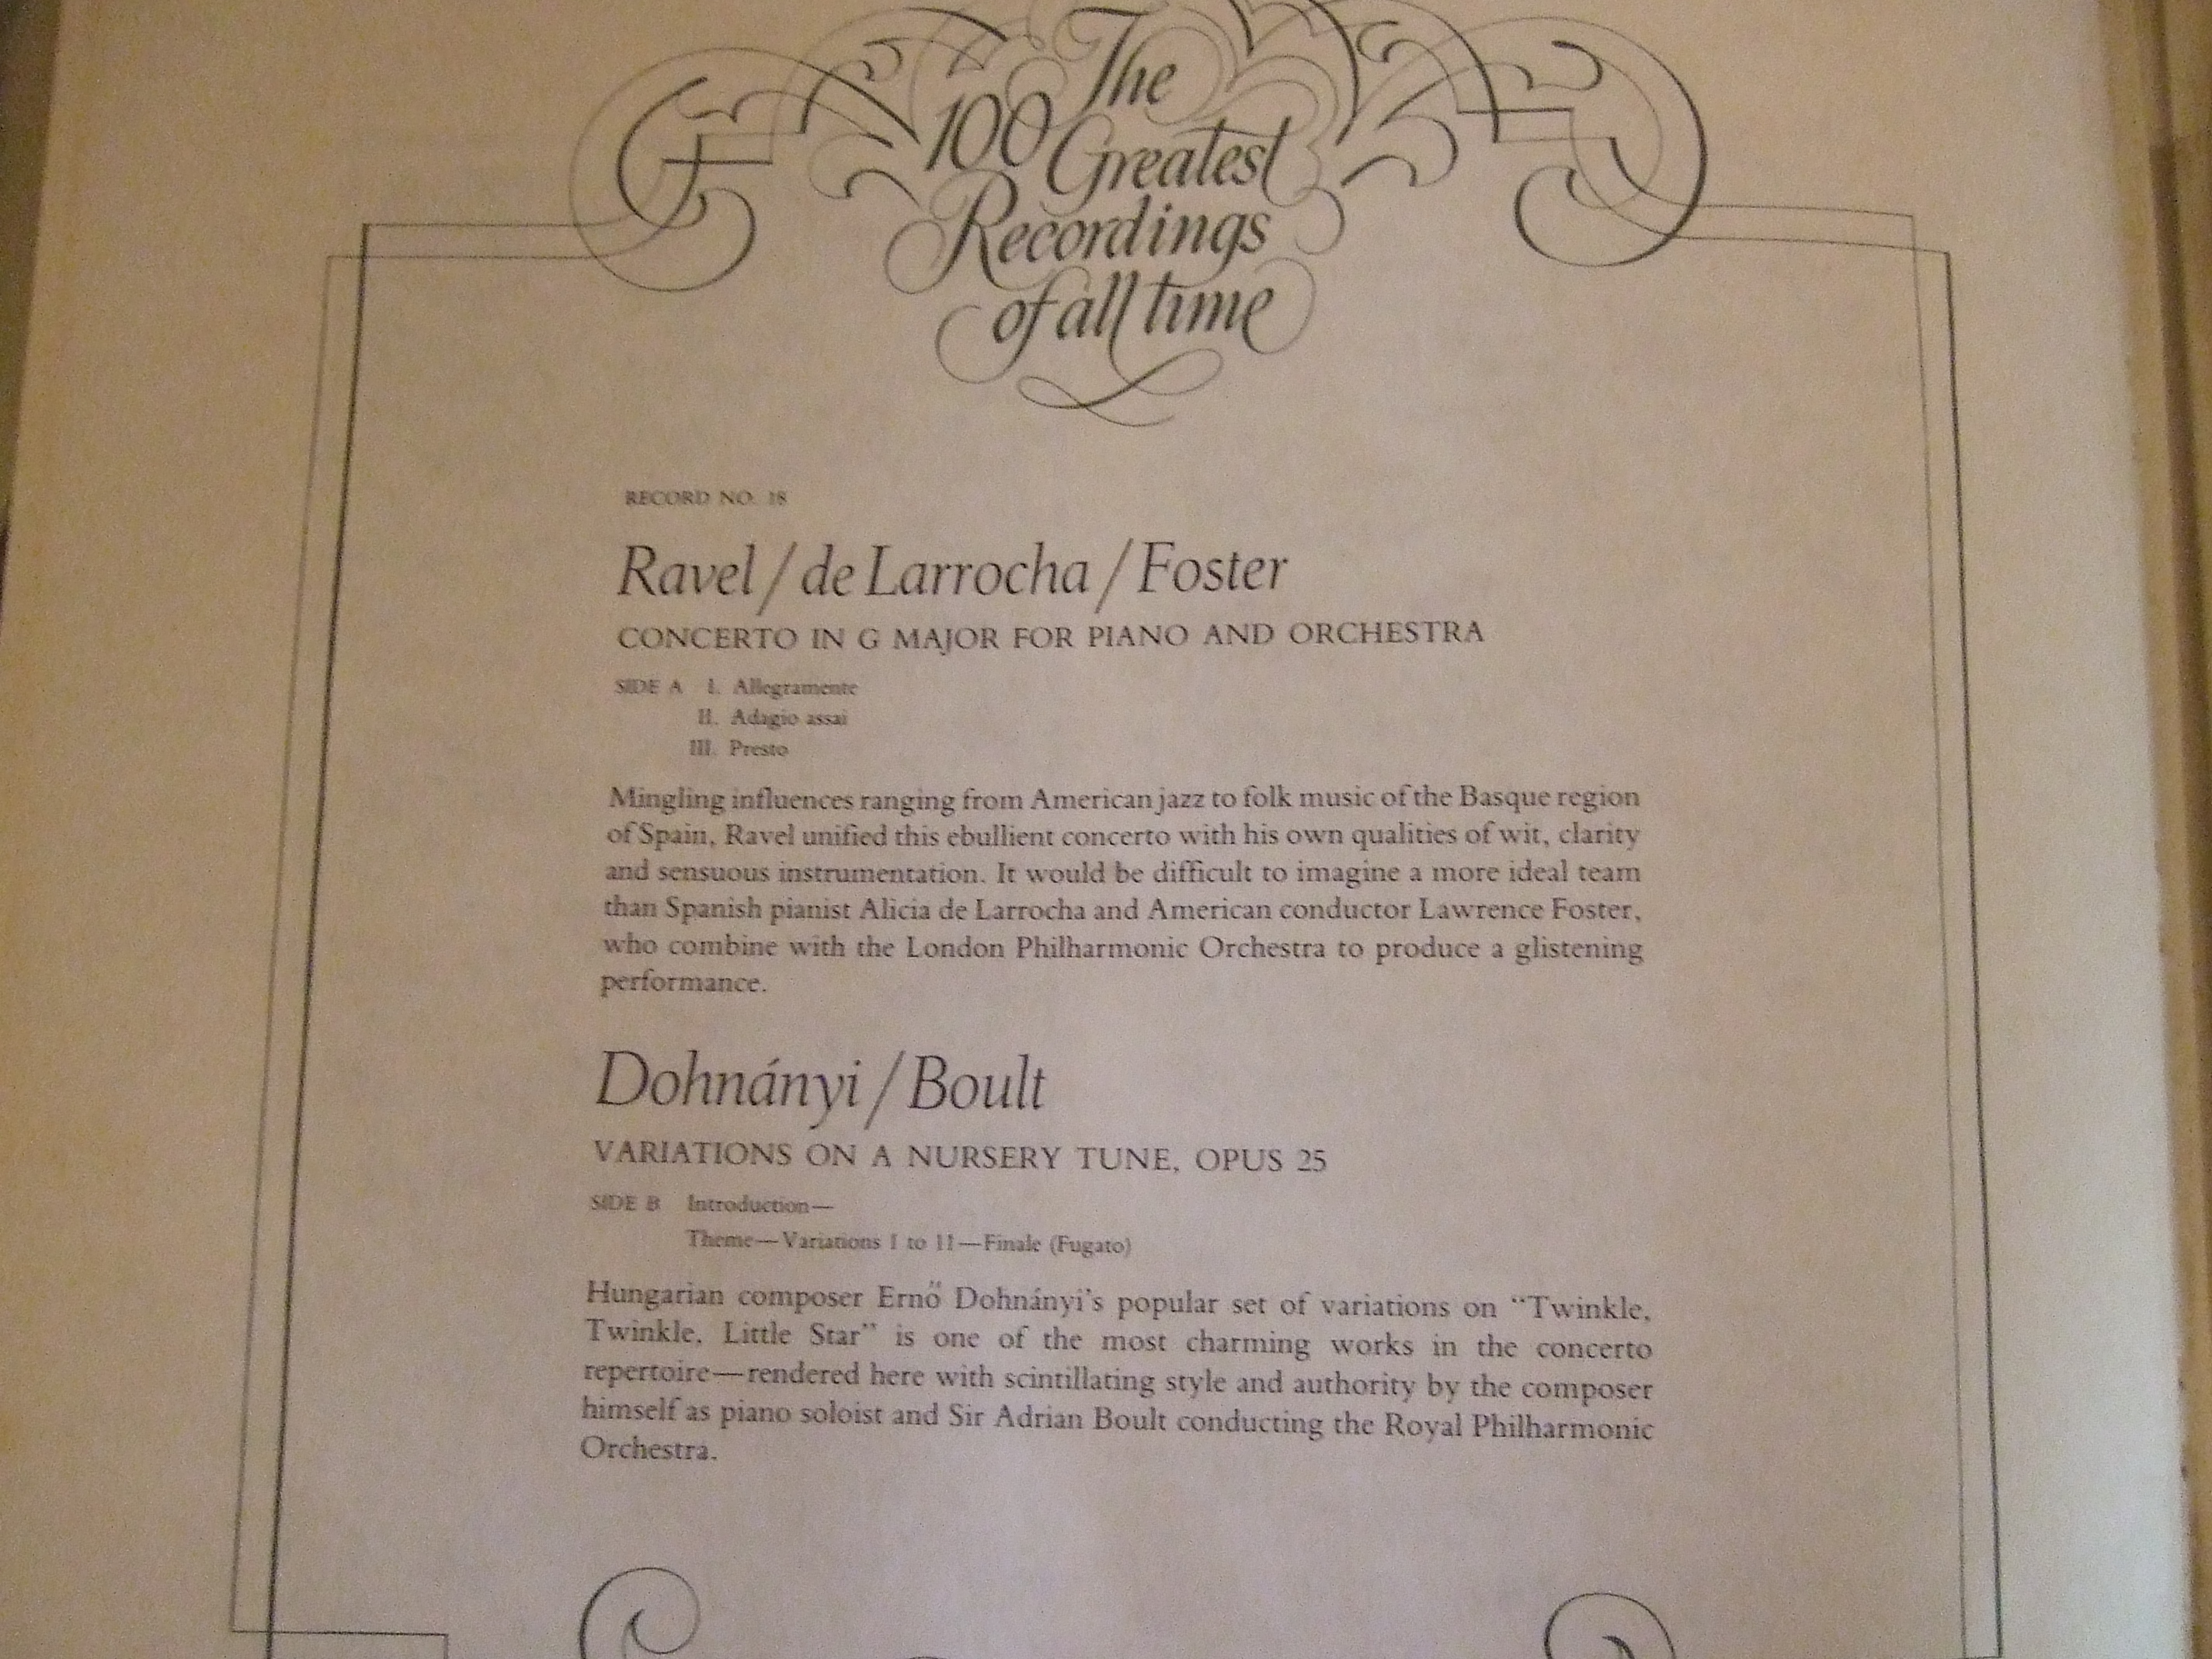 The
100 Greatest
Recordings
of all time
RECORD NO. 18
Ravel / de Larrocha / Foster
CONCERTO IN G MAJOR FOR PIANO AND ORCHESTRA
SIDE A I. Allegramente
II. Adagio assai
III. Presto
Mingling influences ranging from American jazz to folk music of the Basque region
of Spain, Ravel unified this ebullient concerto with his own qualities of wit, clarity
and sensuous instrumentation. It would be difficult to imagine a more ideal team
than Spanish pianist Alicia de Larrocha and American conductor Lawrence Foster,
who combine with the London Philharmonic Orchestra to produce a glistening
performance.
Dohnányi / Boult
VARIATIONS ON A NURSERY TUNE, OPUS 25
SIDE B Introduction—
Theme—Variations 1 to 11—Finale (Fugato)
Hungarian composer Ernő Dohnányi's popular set of variations on "Twinkle,
Twinkle, Little Star" is one of the most charming works in the concerto
repertoire—rendered here with scintillating style and authority by the composer
himself as piano soloist and Sir Adrian Boult conducting the Royal Philharmonic
Orchestra.